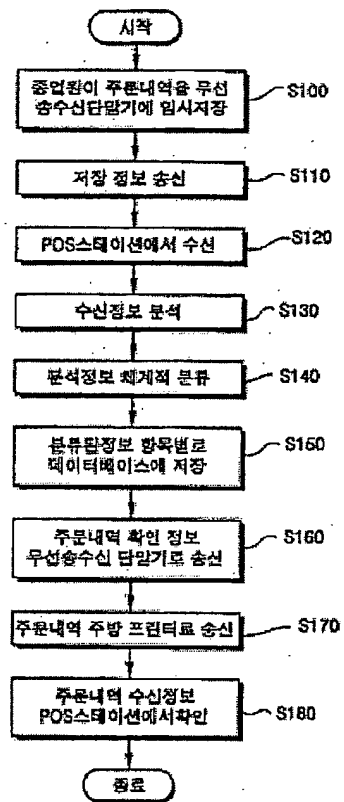 시작
종업원이 주문내역을 무선
송수신단말기에 임시저장
S100
저장 정보 송신
S110
POS스테이션에서 수신
S120
수신정보 분석
S130
분석정보 체계적 분류
S140
분류된정보 항목별로
데이터베이스에 저장
S150
주문내역 확인 정보
무선송수신 단말기로 송신
S160
주문내역 주방 프린터로 송신
S170
주문내역 수신정보
POS스테이션에서확인
S180
종료